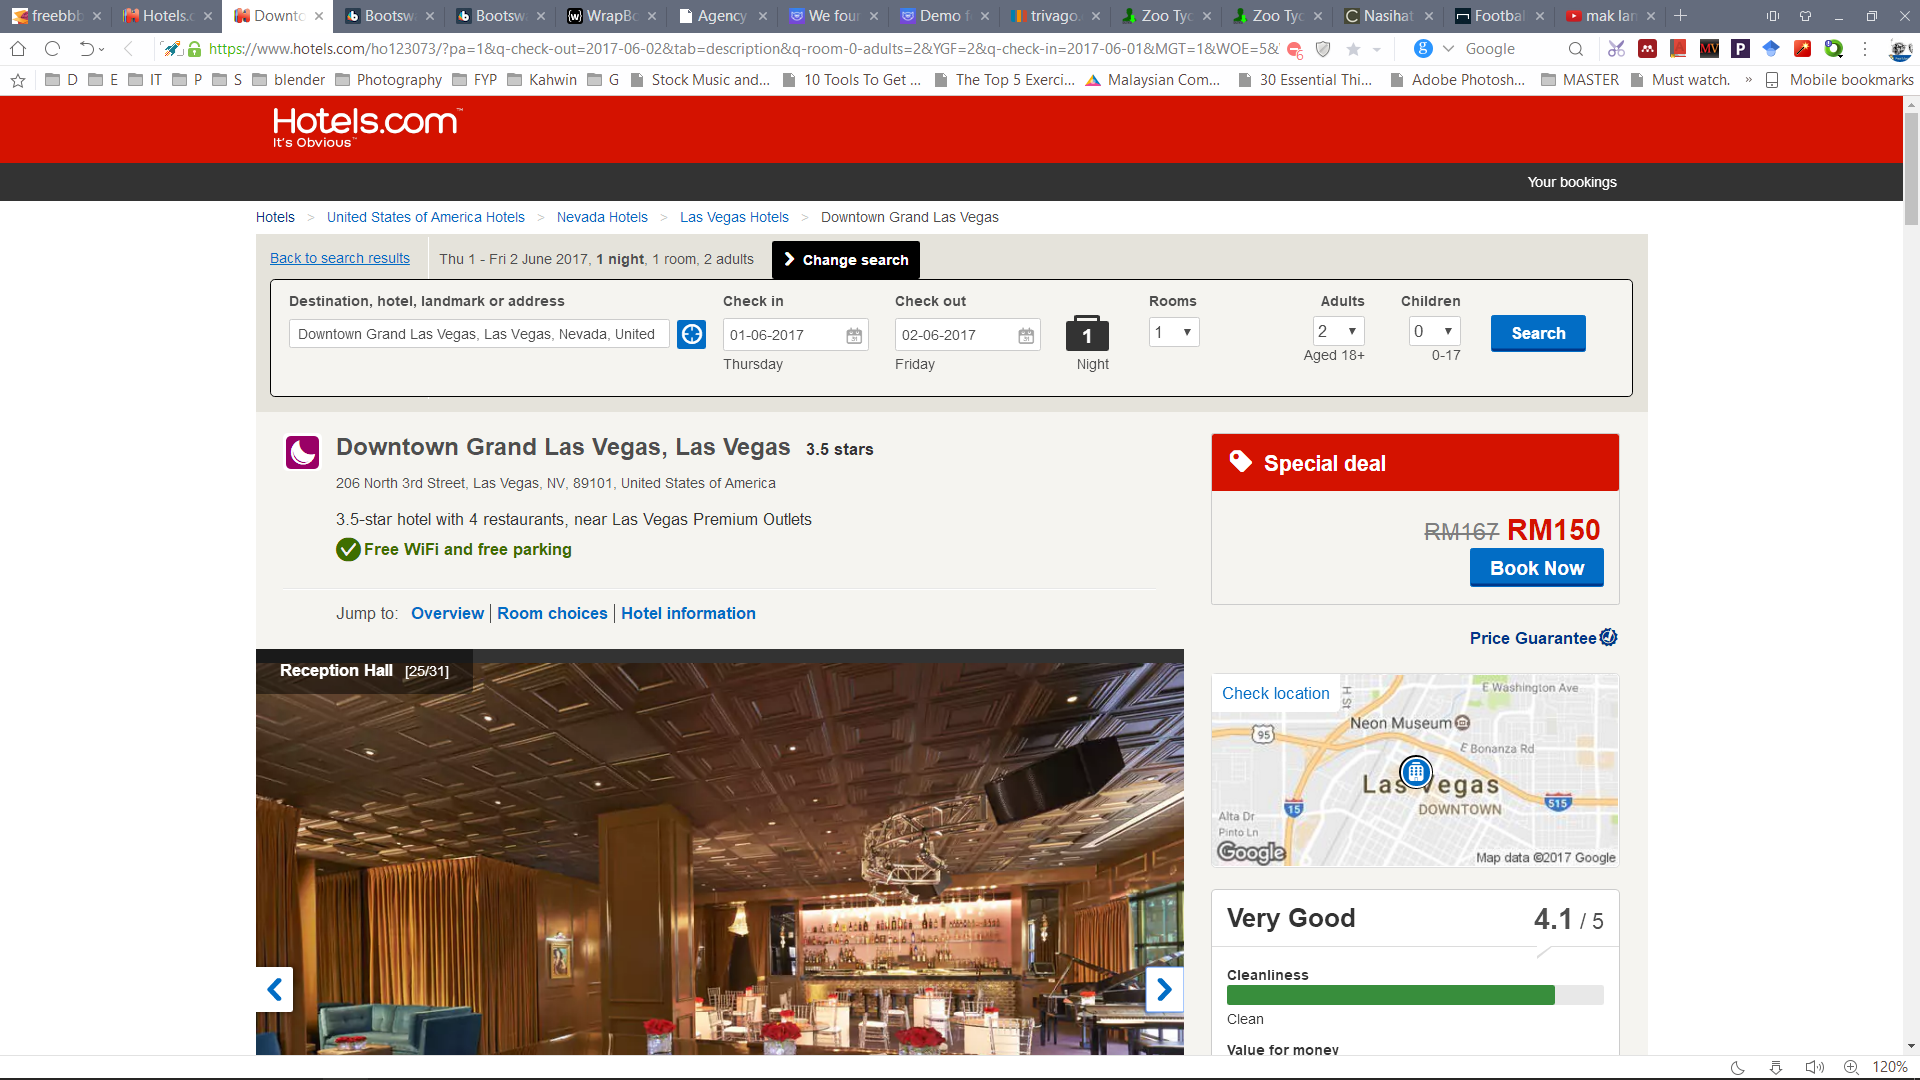 freebbb
Hotels.c
Downto
Bootsw
Bootsw
WrapBo
Agency
We four
Demo f
trivago.
Zoo Tyc
Zoo Tyc
Nasihat
Footbal
mak lan
https://www.hotels.com/ho123073/?pa=1&q-check-out=2017-06-02&tab=description&q-room-0-adults=2&YGF=2&q-check-in=2017-06-01&MGT=1&WOE=5&
Google
D
E
IT
P
S
blender
Photography
FYP
Kahwin
G
Stock Music and...
10 Tools To Get ...
The Top 5 Exerci...
Malaysian Com...
30 Essential Thi...
Adobe Photosh...
MASTER
Must watch.
»
Mobile bookmarks
Hotels.com™
It's Obvious™
Your bookings
Hotels > United States of America Hotels > Nevada Hotels > Las Vegas Hotels > Downtown Grand Las Vegas
Back to search results
Thu 1 - Fri 2 June 2017, 1 night, 1 room, 2 adults
Change search
Destination, hotel, landmark or address
Check in
Check out
Rooms
Adults
Children
Downtown Grand Las Vegas, Las Vegas, Nevada, United
01-06-2017
02-06-2017
1
1
2
0
Search
Thursday
Friday
Night
Aged 18+
0-17
Downtown Grand Las Vegas, Las Vegas 3.5 stars
206 North 3rd Street, Las Vegas, NV, 89101, United States of America
3.5-star hotel with 4 restaurants, near Las Vegas Premium Outlets
Free WiFi and free parking
Jump to: Overview | Room choices | Hotel information
Special deal
RM167 RM150
Book Now
Price Guarantee
Reception Hall [25/31]
Check location
H St
E Washington Ave
Neon Museum
95
E Bonanza Rd
Las Vegas
DOWNTOWN
15
515
Alta Dr
Pinto Ln
Google
Map data ©2017 Google
Very Good
4.1 / 5
Cleanliness
Clean
Value for money
120%